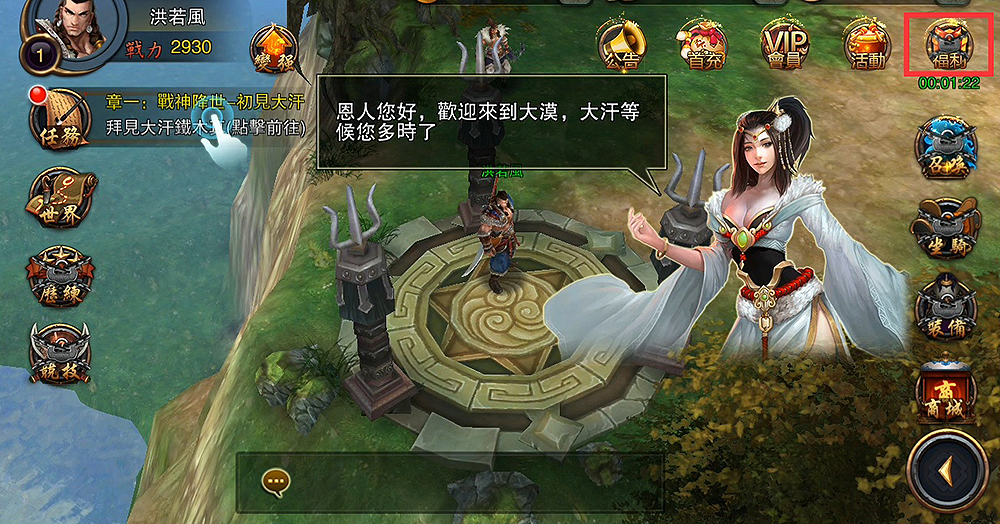 洪若風
1
戰力 2930
變强
公告
首充
VIP
會員
活動
福利
00:01:22
任務
章一：戰神降世-初見大汗
拜見大汗鐵木真(點擊前往)
恩人您好，歡迎來到大漠，大汗等
候您多時了
洪若風
召唤
世界
坐騎
歷練
裝備
競技
商城